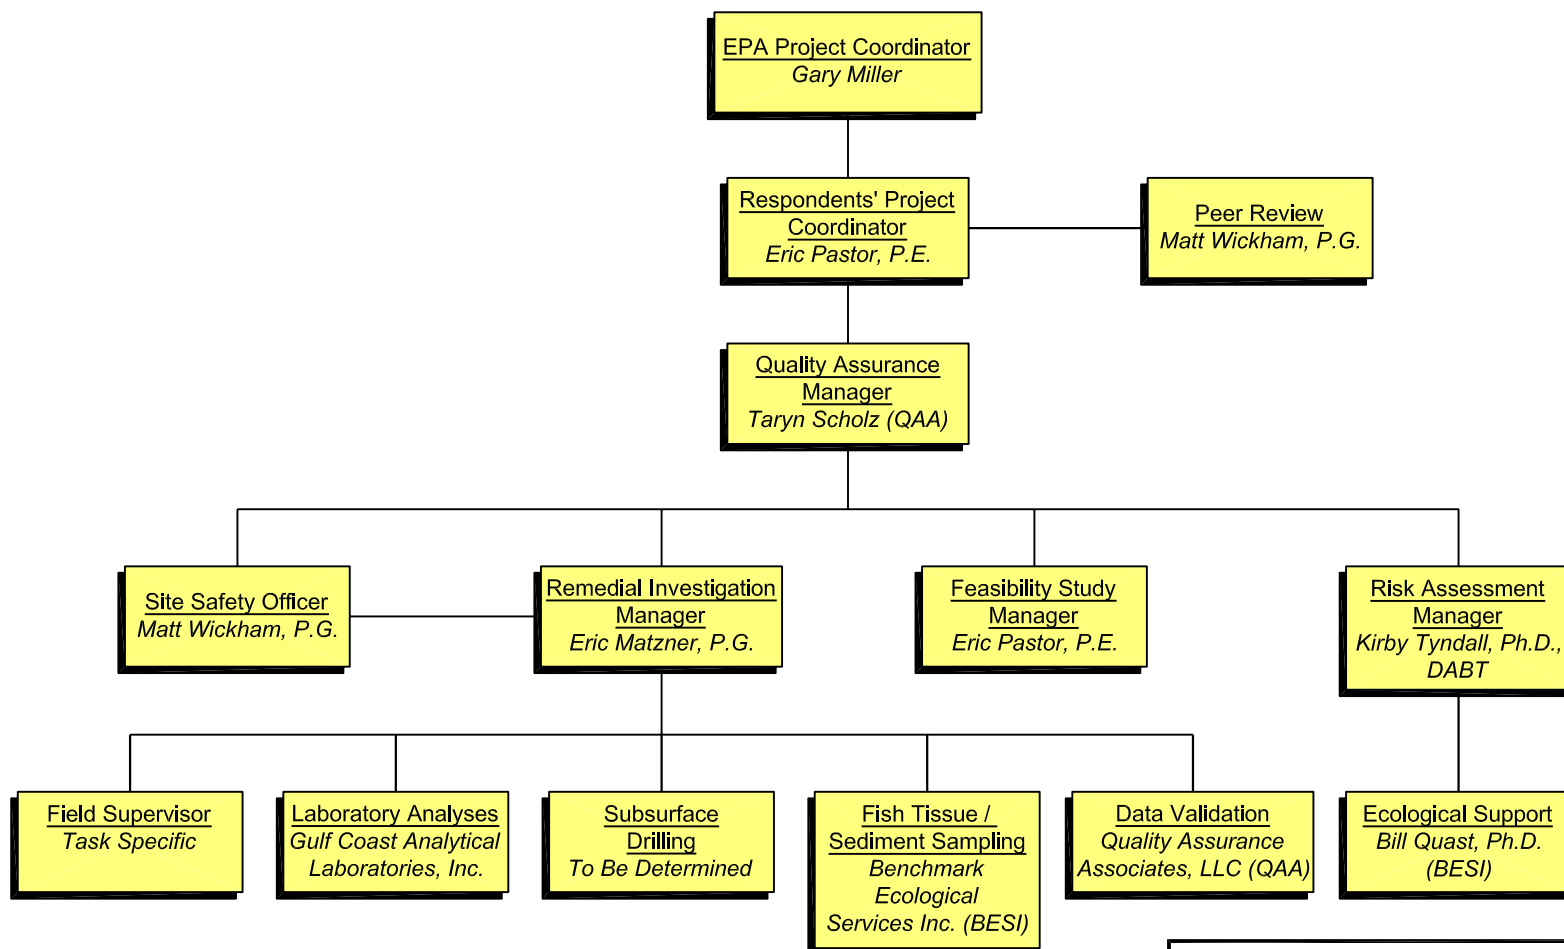 EPA Project Coordinator
Gary Miller
Respondents' Project
Coordinator
Eric Pastor, P.E.
Peer Review
Matt Wickham, P.G.
Quality Assurance
Manager
Taryn Scholz (QAA)
Site Safety Officer
Matt Wickham, P.G.
Remedial Investigation
Manager
Eric Matzner, P.G.
Feasibility Study
Manager
Eric Pastor, P.E.
Risk Assessment
Manager
Kirby Tyndall, Ph.D.,
DABT
Field Supervisor
Task Specific
Laboratory Analyses
Gulf Coast Analytical
Laboratories, Inc.
Subsurface
Drilling
To Be Determined
Fish Tissue /
Sediment Sampling
Benchmark
Ecological
Services Inc. (BESI)
Data Validation
Quality Assurance
Associates, LLC (QAA)
Ecological Support
Bill Quast, Ph.D.
(BESI)